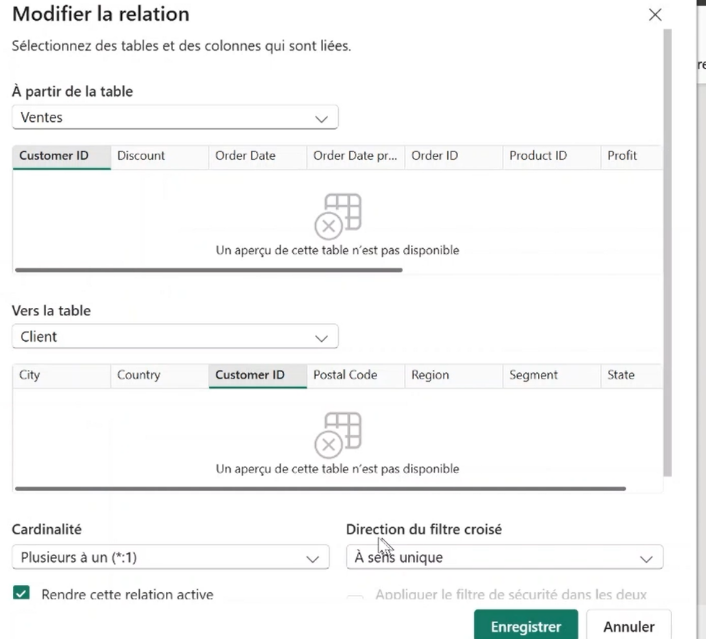 Modifier la relation
Sélectionnez des tables et des colonnes qui sont liées.
À partir de la table
Ventes
Customer ID Discount Order Date Order Date pr... Order ID Product ID Profit
Un aperçu de cette table n'est pas disponible
Vers la table
Client
City Country Customer ID Postal Code Region Segment State
Un aperçu de cette table n'est pas disponible
Cardinalité Direction du filtre croisé
Plusieurs à un (*:1) À sens unique
Rendre cette relation active Appliquer le filtre de sécurité dans les deux
Enregistrer Annuler